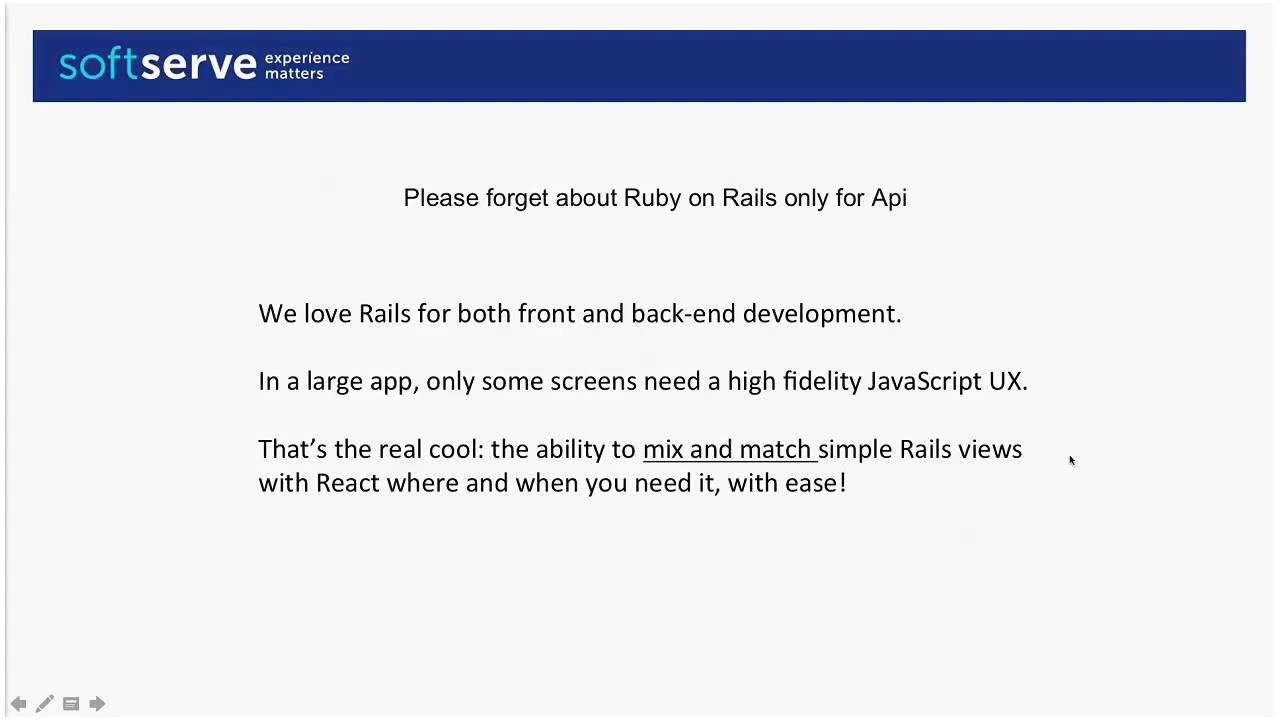 softserve experience
matters
Please forget about Ruby on Rails only for Api
We love Rails for both front and back-end development.
In a large app, only some screens need a high fidelity JavaScript UX.
That’s the real cool: the ability to mix and match simple Rails views
with React where and when you need it, with ease!